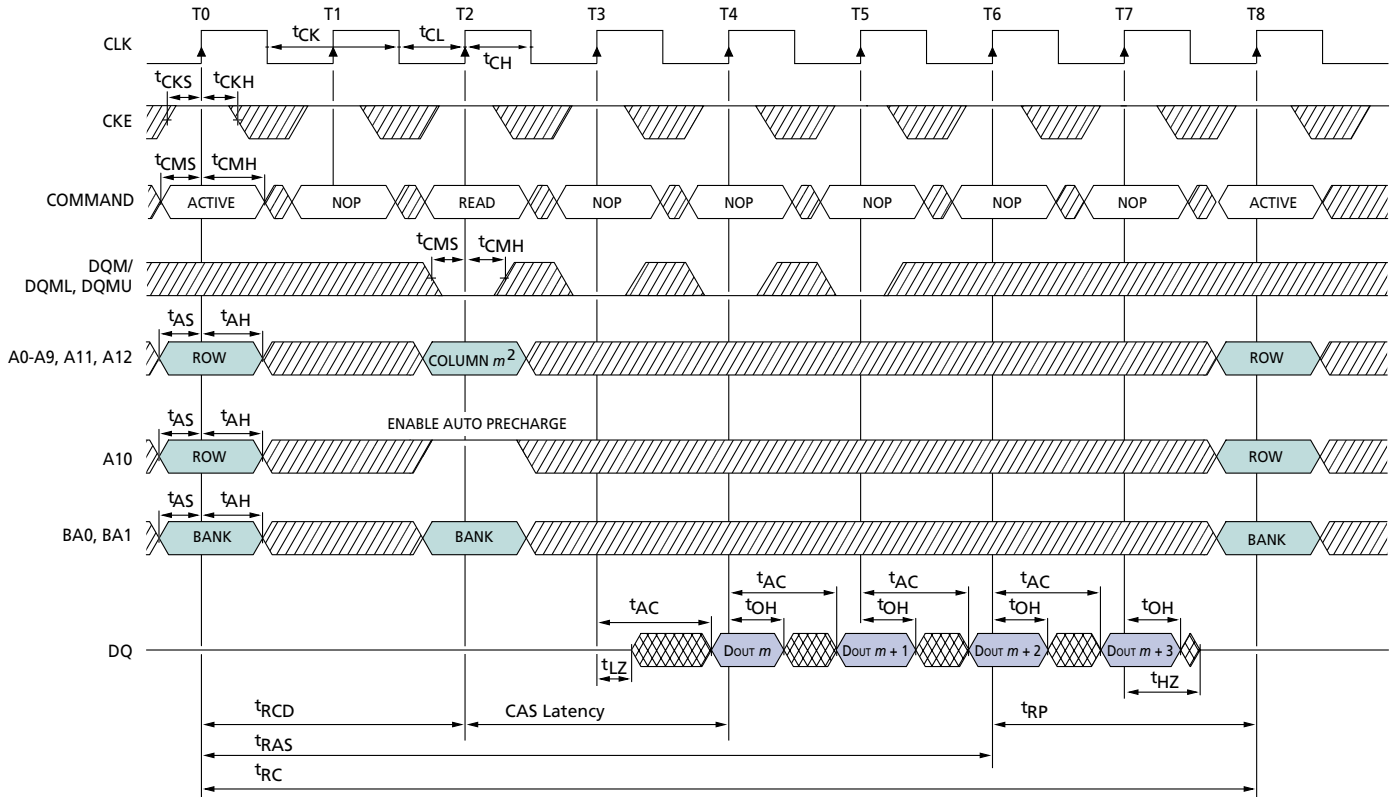 T0 T1 T2 T3 T4 T5 T6 T7 T8
CLK
tCK tCL
tCH
tCKS tCKH
CKE
tCMS tCMH
COMMAND ACTIVE NOP READ NOP NOP NOP NOP NOP ACTIVE
tCMS tCMH
DQM/
DQML, DQMU
tAS tAH
A0-A9, A11, A12 ROW COLUMN m2 ROW
tAS tAH ENABLE AUTO PRECHARGE
A10 ROW ROW
tAS tAH
BA0, BA1 BANK BANK BANK
tAC tAC tAC tAC
tOH tOH tOH tOH
DQ DOUT m DOUT m + 1 DOUT m + 2 DOUT m + 3
tLZ tHZ
tRCD CAS Latency tRP
tRAS
tRC